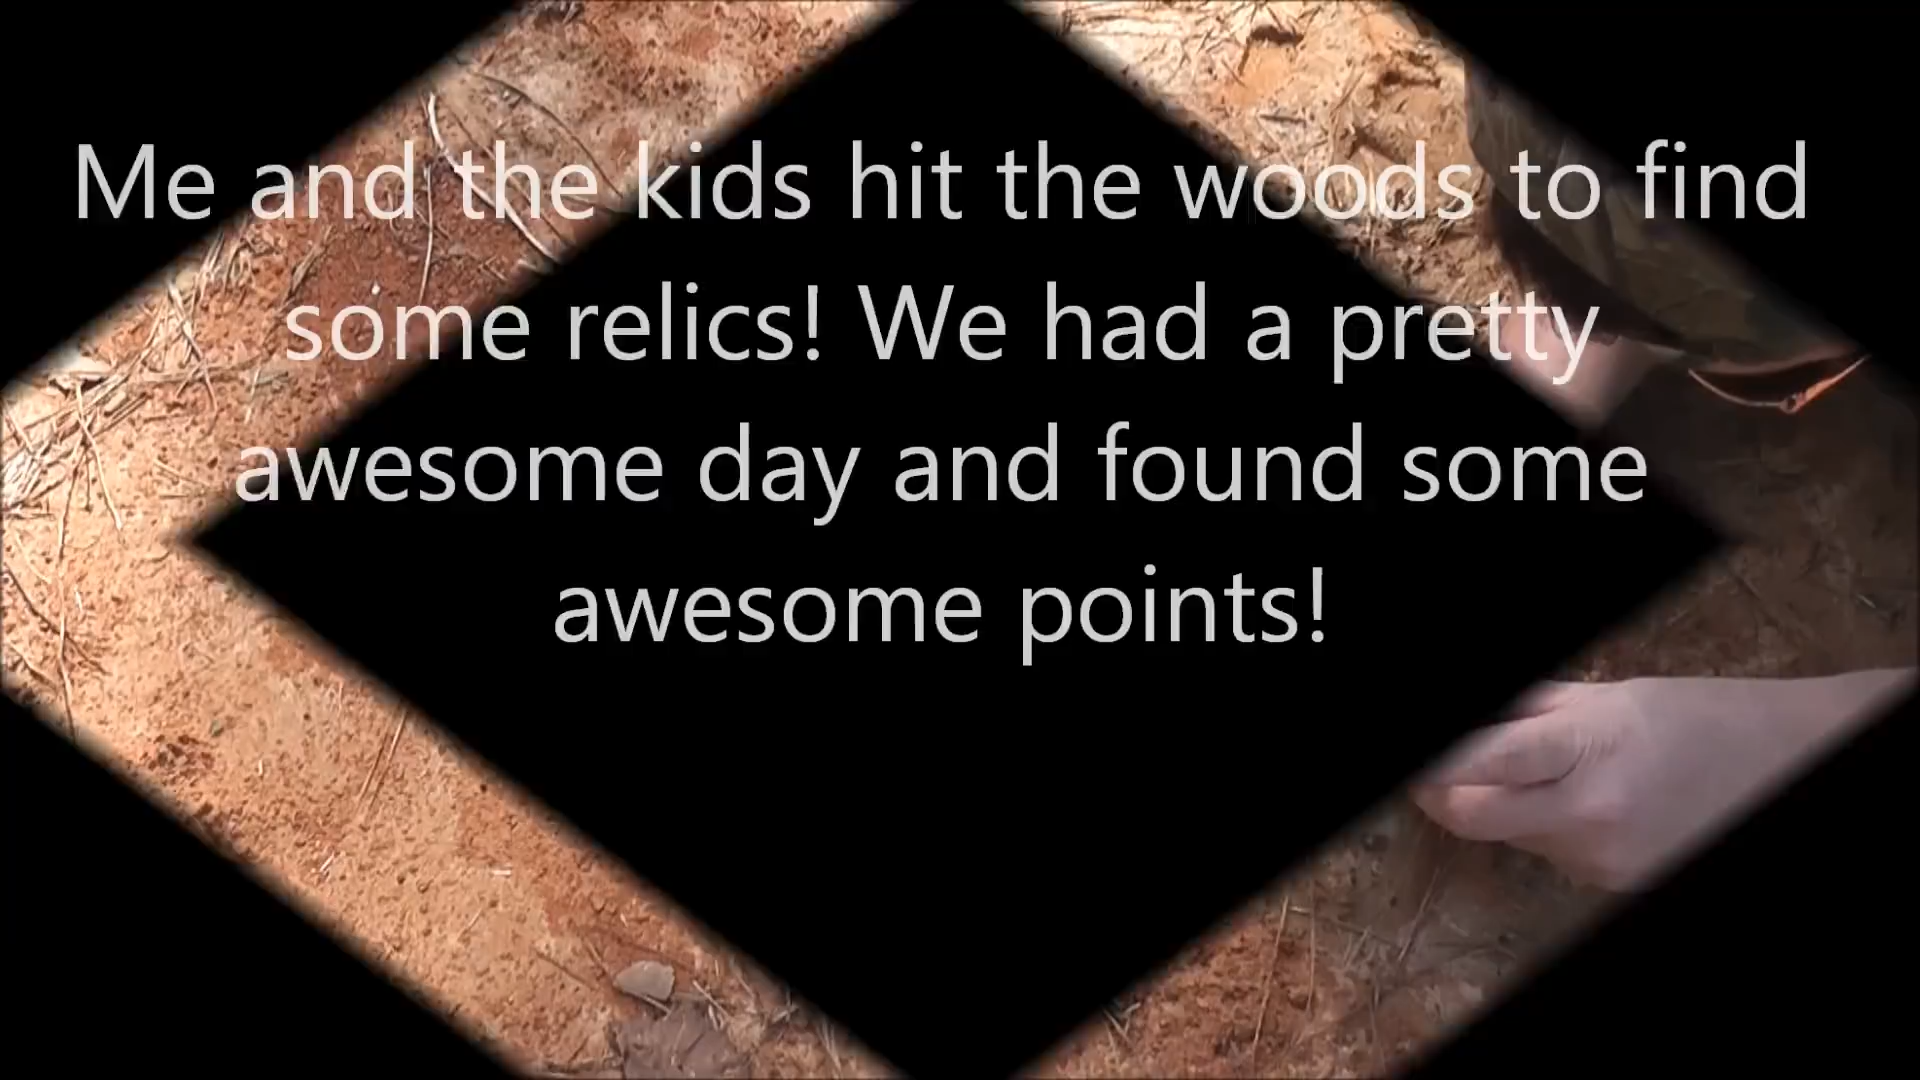 Me and the kids hit the woods to find
some relics! We had a pretty
awesome day and found some
awesome points!